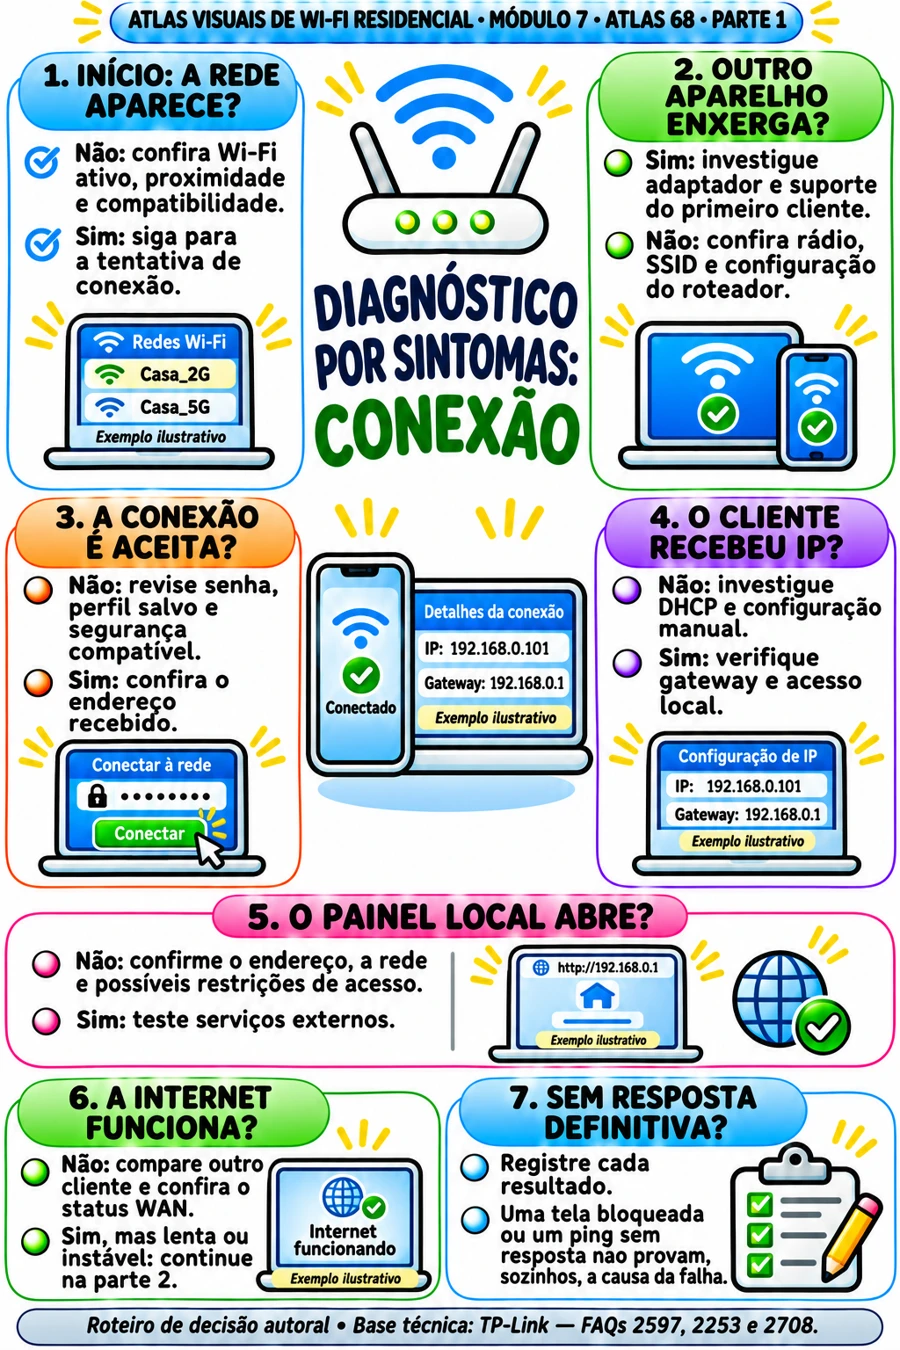 ATLAS VISUAIS DE WI-FI RESIDENCIAL • MÓDULO 7 • ATLAS 68 • PARTE 1
1. INÍCIO: A REDE
APARECE?
Não: confira Wi-Fi
ativo, proximidade
e compatibilidade.
Sim: siga para
a tentativa de
conexão.
Redes Wi-Fi
Casa_2G
Casa_5G
Exemplo ilustrativo
DIAGNÓSTICO
POR SINTOMAS:
CONEXÃO
2. OUTRO
APARELHO
ENXERGA?
Sim: investigue
adaptador e suporte
do primeiro cliente.
Não: confira rádio,
SSID e configuração
do roteador.
3. A CONEXÃO
É ACEITA?
Não: revise senha,
perfil salvo e
segurança
compatível.
Sim: confira o
endereço
recebido.
Conectar à rede
••••••••
Conectar
Conectado
Detalhes da conexão
IP: 192.168.0.101
Gateway: 192.168.0.1
Exemplo ilustrativo
4. O CLIENTE
RECEBEU IP?
Não: investigue
DHCP e configuração
manual.
Sim: verifique
gateway e acesso
local.
Configuração de IP
IP: 192.168.0.101
Gateway: 192.168.0.1
Exemplo ilustrativo
5. O PAINEL LOCAL ABRE?
Não: confirme o endereço, a rede
e possíveis restrições de acesso.
Sim: teste serviços externos.
http://192.168.0.1
Exemplo ilustrativo
6. A INTERNET
FUNCIONA?
Não: compare outro
cliente e confira o
status WAN.
Sim, mas lenta ou
instável: continue
na parte 2.
Internet
funcionando
Exemplo ilustrativo
7. SEM RESPOSTA
DEFINITIVA?
Registre cada
resultado.
Uma tela bloqueada
ou um ping sem
resposta nao provam,
sozinhos, a causa da falha.
Roteiro de decisão autoral • Base técnica: TP-Link — FAQs 2597, 2253 e 2708.